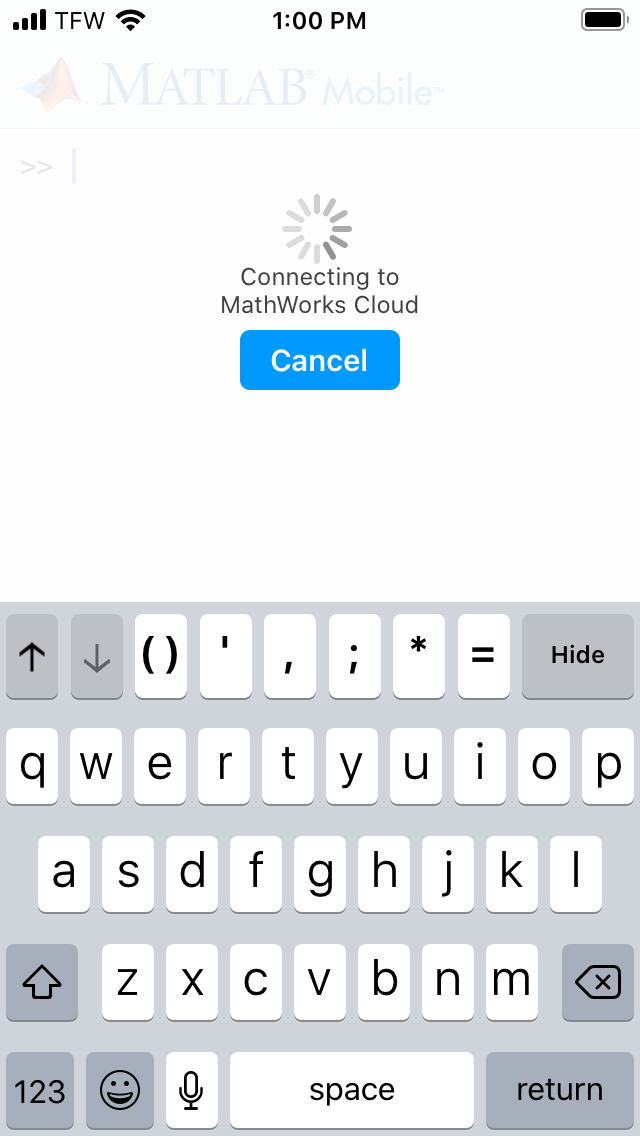 TFW 1:00 PM
MATLAB® Mobile™
>>
Connecting to
MathWorks Cloud
Cancel
↑ ↓ () ' , ; * = Hide
q w e r t y u i o p
a s d f g h j k l
z x c v b n m
123 space return